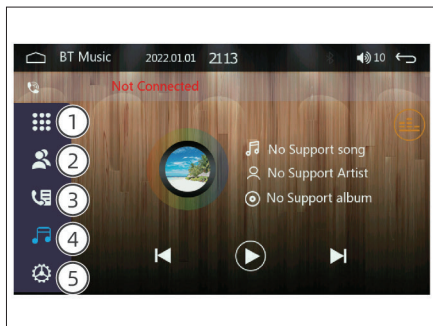 BT Music 2022.01.01 2113 10
Not Connected
1
2
3
4
5
No Support song
No Support Artist
No Support album